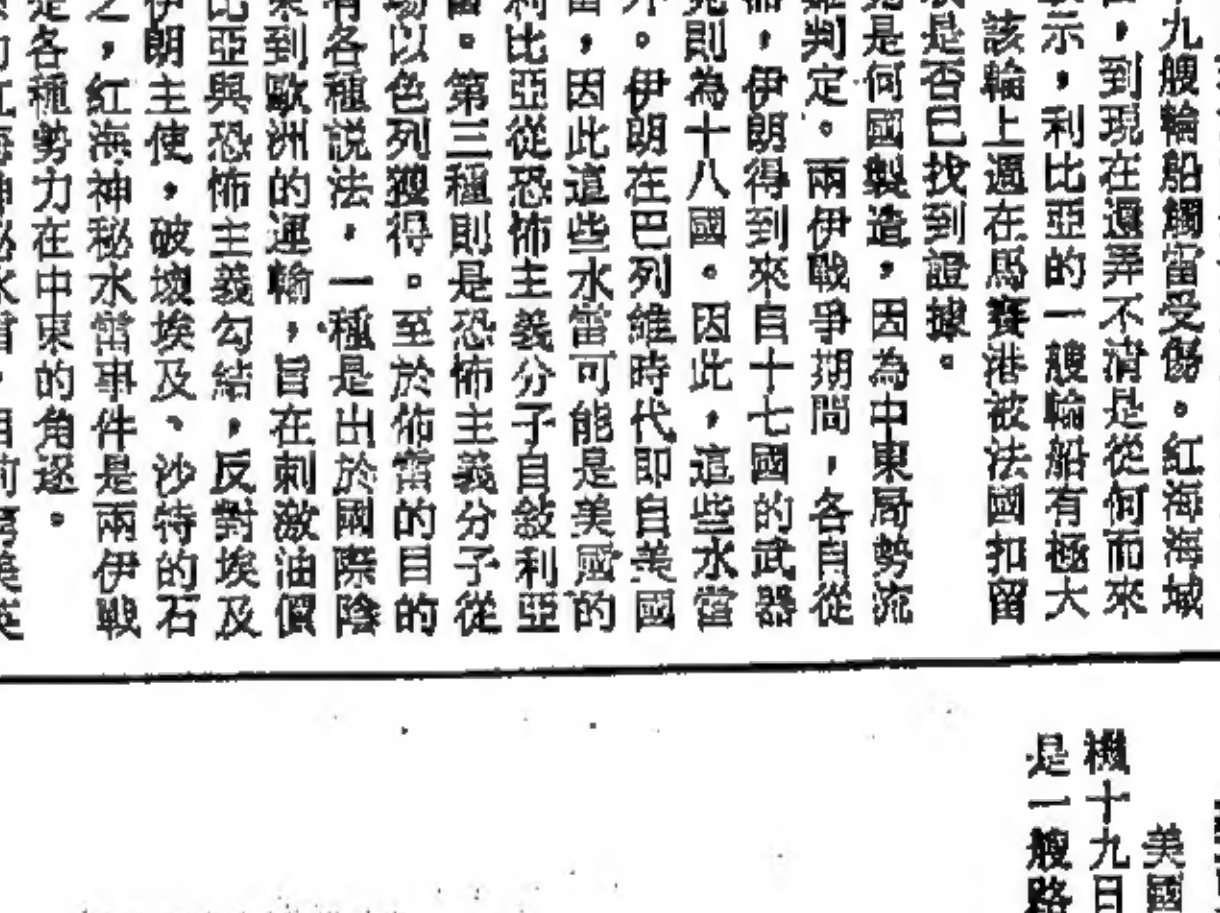 十九艘輪船觸雷受傷。紅海海域
，到現在還弄不清是從何而來
表示，利比亞的一艘輪船有極大
該輪上週在馬賽港被法國扣留
是否已找到證據。
是何國製造，因為中東局勢流
難判定。兩伊戰爭期間，各自從
器，伊朗得到來自十七國的武器
則為十八國。因此，這些水雷
外。伊朗在巴列維時代即自美國
雷，因此這些水雷可能是美國的
利比亞從恐怖主義分子自敘利亞
雷。第三種則是恐怖主義分子從
場以色列獲得。至於佈雷的目的
有各種説法，一種是出於國際陰
東到歐洲的運輸，旨在刺激油價
比亞與恐怖主義勾結，反對埃及
伊朗主使，破壞埃及、沙特的石
之，紅海神秘水雷事件是兩伊戰
是各種勢力在中東的角逐。
美國
機十九日
是一艘路